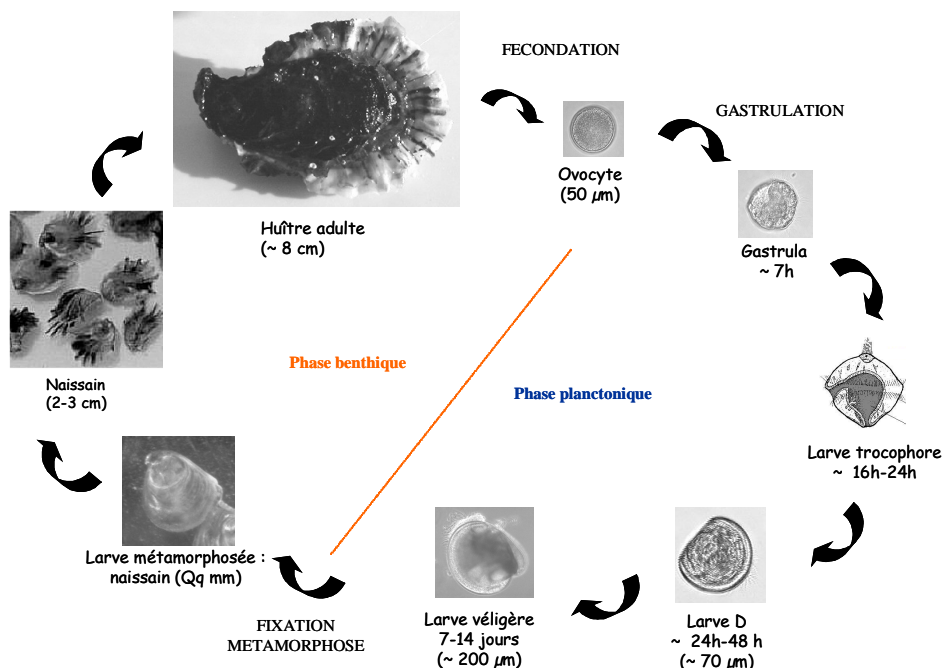 FECONDATION
GASTRULATION
Ovocyte
(50 µm)
Huître adulte
(~ 8 cm)
Gastrula
~ 7h
Phase benthique
Phase planctonique
Naissain
(2-3 cm)
Larve trocophore
~ 16h-24h
Larve métamorphosée :
naissain (Qq mm)
FIXATION
METAMORPHOSE
Larve véligère
7-14 jours
(~ 200 µm)
Larve D
~ 24h-48 h
(~ 70 µm)